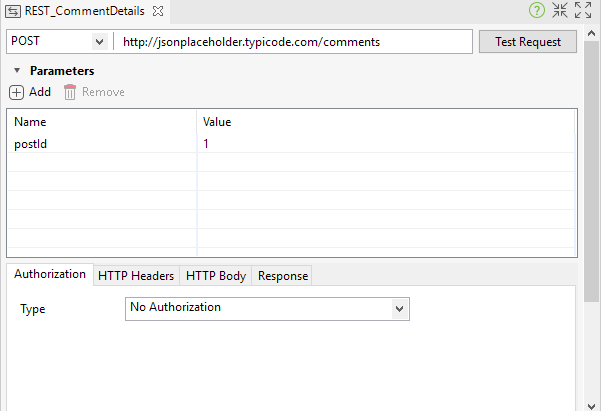 REST_CommentDetails
POST http://jsonplaceholder.typicode.com/comments Test Request
Parameters
Add Remove
Name Value
postId 1
Authorization HTTP Headers HTTP Body Response
Type No Authorization